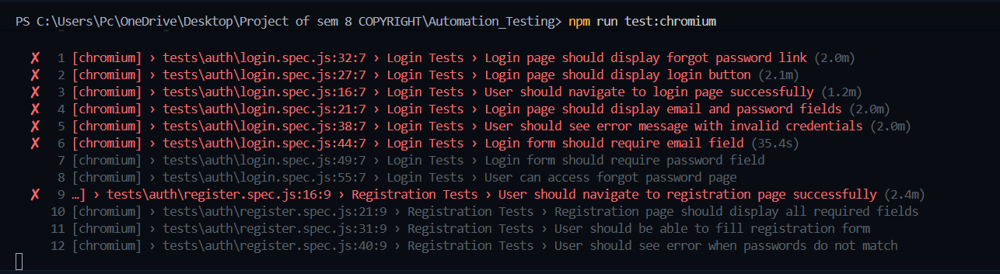 PS C:\Users\Pc\OneDrive\Desktop\Project of sem 8 COPYRIGHT\Automation_Testing> npm run test:chromium
✘ 1 [chromium] › tests\auth\login.spec.js:32:7 › Login Tests › Login page should display forgot password link (2.0m)
✘ 2 [chromium] › tests\auth\login.spec.js:27:7 › Login Tests › Login page should display login button (2.1m)
✘ 3 [chromium] › tests\auth\login.spec.js:16:7 › Login Tests › User should navigate to login page successfully (1.2m)
✘ 4 [chromium] › tests\auth\login.spec.js:21:7 › Login Tests › Login page should display email and password fields (2.0m)
✘ 5 [chromium] › tests\auth\login.spec.js:38:7 › Login Tests › User should see error message with invalid credentials (2.0m)
✘ 6 [chromium] › tests\auth\login.spec.js:44:7 › Login Tests › Login form should require email field (35.4s)
7 [chromium] › tests\auth\login.spec.js:49:7 › Login Tests › Login form should require password field
8 [chromium] › tests\auth\login.spec.js:55:7 › Login Tests › User can access forgot password page
✘ 9 …] › tests\auth\register.spec.js:16:9 › Registration Tests › User should navigate to registration page successfully (2.4m)
10 [chromium] › tests\auth\register.spec.js:21:9 › Registration Tests › Registration page should display all required fields
11 [chromium] › tests\auth\register.spec.js:31:9 › Registration Tests › User should be able to fill registration form
12 [chromium] › tests\auth\register.spec.js:40:9 › Registration Tests › User should see error when passwords do not match